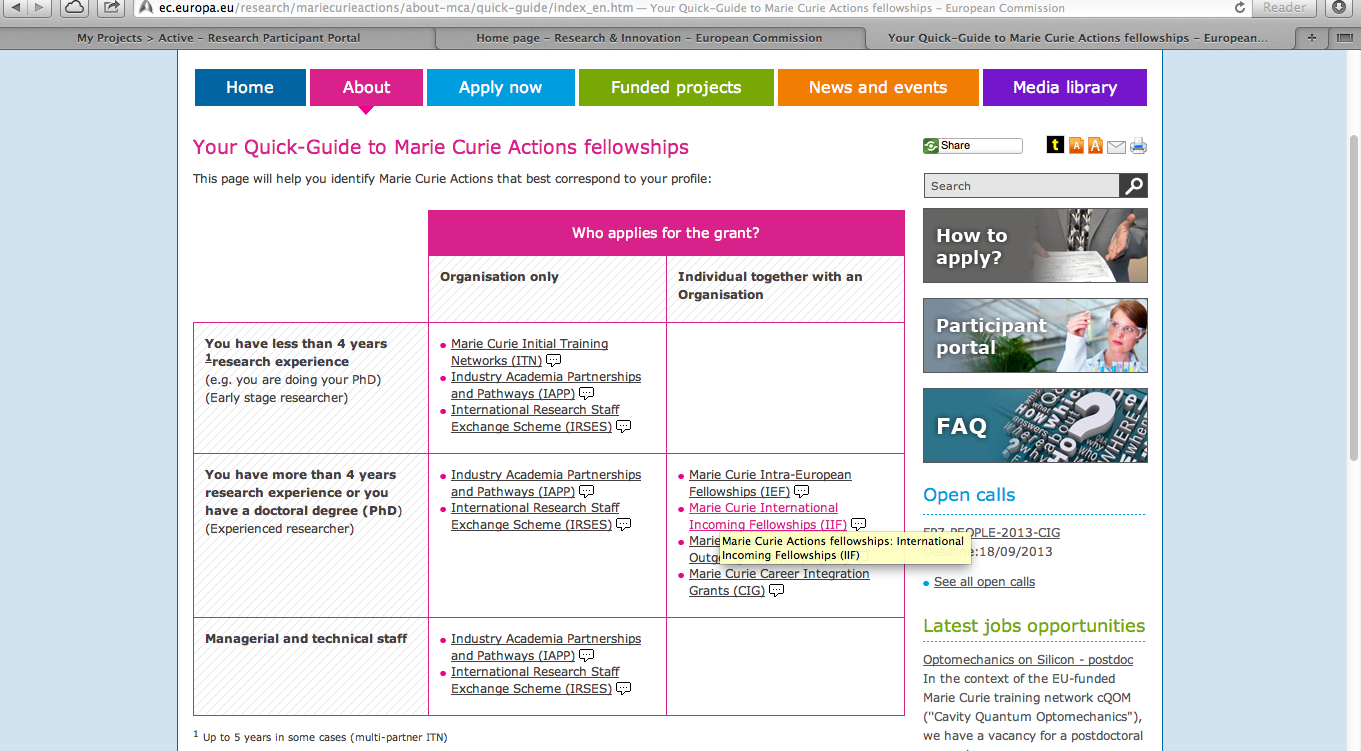 ec.europa.eu/research/mariecurieactions/about-mca/quick-guide/index_en.htm — Your Quick-Guide to Marie Curie Actions fellowships – European Commission
Reader
My Projects > Active – Research Participant Portal
Home page – Research & Innovation – European Commission
Your Quick-Guide to Marie Curie Actions fellowships – European...
Home
About
Apply now
Funded projects
News and events
Media library
Your Quick-Guide to Marie Curie Actions fellowships
Share
t
A
A
This page will help you identify Marie Curie Actions that best correspond to your profile:
Search
Who applies for the grant?
Organisation only
Individual together with an
Organisation
You have less than 4 years
1research experience
(e.g. you are doing your PhD)
(Early stage researcher)
Marie Curie Initial Training
Networks (ITN)
Industry Academia Partnerships
and Pathways (IAPP)
International Research Staff
Exchange Scheme (IRSES)
You have more than 4 years
research experience or you
have a doctoral degree (PhD)
(Experienced researcher)
Industry Academia Partnerships
and Pathways (IAPP)
International Research Staff
Exchange Scheme (IRSES)
Marie Curie Intra-European
Fellowships (IEF)
Marie Curie International
Incoming Fellowships (IIF)
Marie Curie Actions fellowships: International
Incoming Fellowships (IIF)
Marie Curie Career Integration
Grants (CIG)
Managerial and technical staff
Industry Academia Partnerships
and Pathways (IAPP)
International Research Staff
Exchange Scheme (IRSES)
1 Up to 5 years in some cases (multi-partner ITN)
How to
apply?
Participant
portal
FAQ
Open calls
FP7-PEOPLE-2013-CIG
:18/09/2013
See all open calls
Latest jobs opportunities
Optomechanics on Silicon - postdoc
In the context of the EU-funded
Marie Curie training network cQOM
("Cavity Quantum Optomechanics"),
we have a vacancy for a postdoctoral